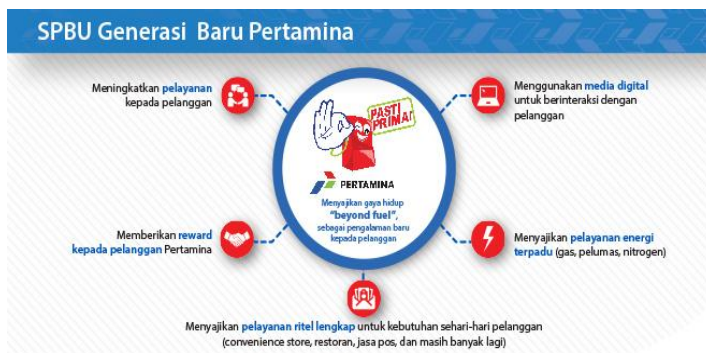 SPBU Generasi Baru Pertamina
Meningkatkan pelayanan
kepada pelanggan
Menggunakan media digital
untuk berinteraksi dengan
pelanggan
PASTI
PRIMA!
PERTAMINA
Menyajikan gaya hidup
"beyond fuel",
sebagai pengalaman baru
kepada pelanggan
Memberikan reward
kepada pelanggan Pertamina
Menyajikan pelayanan energi
terpadu (gas, pelumas, nitrogen)
Menyajikan pelayanan ritel lengkap untuk kebutuhan sehari-hari pelanggan
(convenience store, restoran, jasa pos, dan masih banyak lagi)